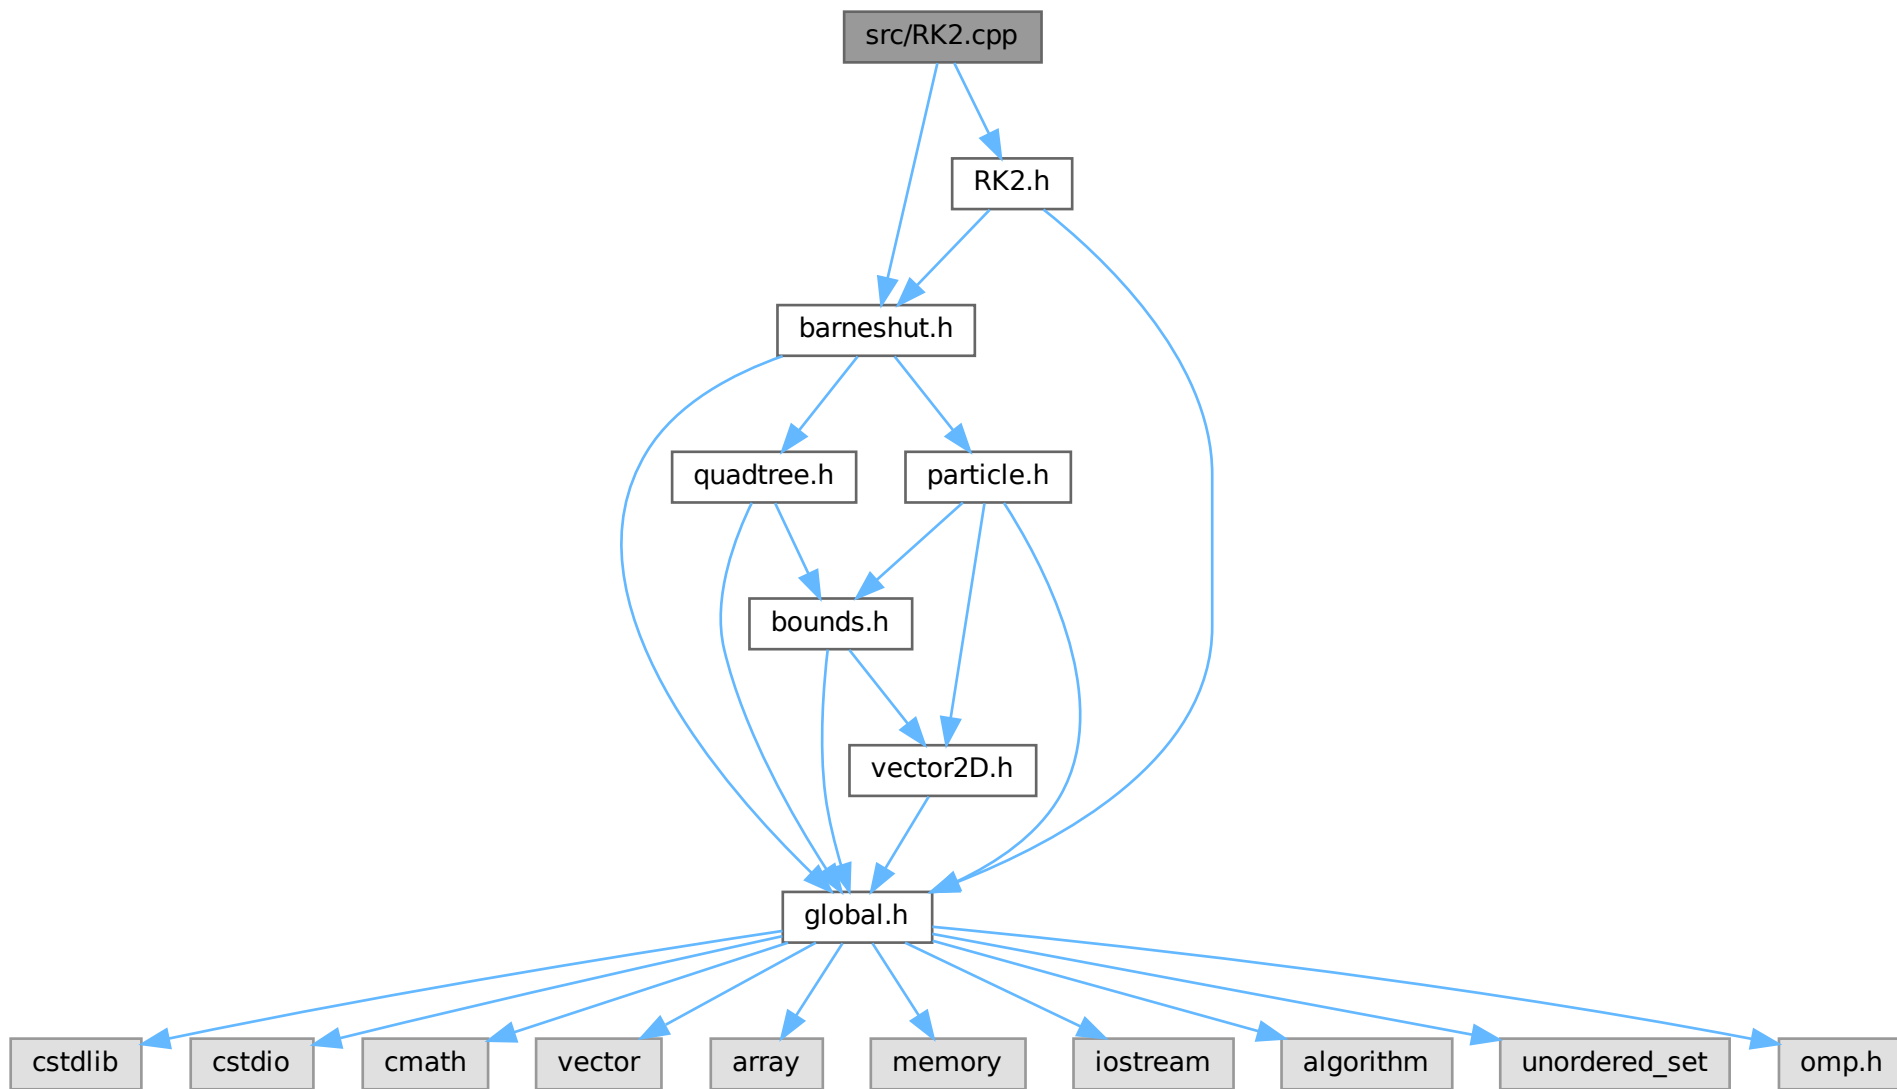 src/RK2.cpp
RK2.h
barneshut.h
quadtree.h
particle.h
bounds.h
vector2D.h
global.h
cstdlib
cstdio
cmath
vector
array
memory
iostream
algorithm
unordered_set
omp.h